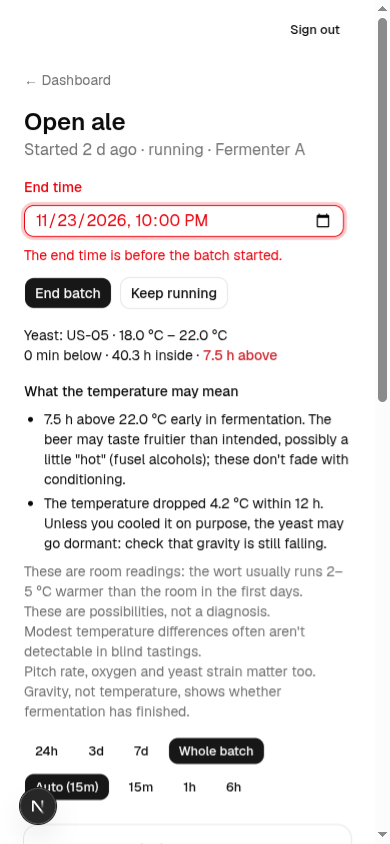 Sign out
← Dashboard
Open ale
Started 2 d ago · running · Fermenter A
End time
11/23/2026, 10:00 PM
The end time is before the batch started.
End batch
Keep running
Yeast: US-05 · 18.0 °C – 22.0 °C
0 min below · 40.3 h inside · 7.5 h above
What the temperature may mean
• 7.5 h above 22.0 °C early in fermentation. The
beer may taste fruitier than intended, possibly a
little "hot" (fusel alcohols); these don't fade with
conditioning.
• The temperature dropped 4.2 °C within 12 h.
Unless you cooled it on purpose, the yeast may
go dormant: check that gravity is still falling.
These are room readings: the wort usually runs 2–
5 °C warmer than the room in the first days.
These are possibilities, not a diagnosis.
Modest temperature differences often aren't
detectable in blind tastings.
Pitch rate, oxygen and yeast strain matter too.
Gravity, not temperature, shows whether
fermentation has finished.
24h 3d 7d Whole batch
Auto (15m) 15m 1h 6h
N